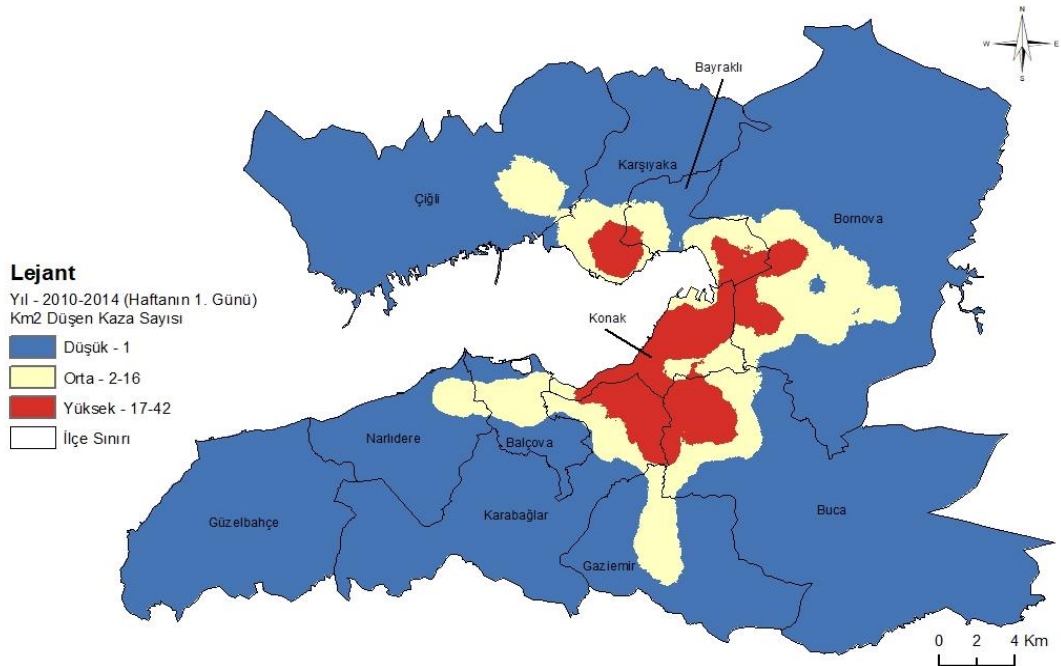 N
W E
S
Bayraklı
Karşıyaka
Çiğli
Bornova
Lejant
Yıl - 2010-2014 (Haftanın 1. Günü)
Km2 Düşen Kaza Sayısı
Düşük - 1
Orta - 2-16
Yüksek - 17-42
İlçe Sınırı
Konak
Narlıdere
Balçova
Güzelbahçe
Karabağlar
Buca
Gaziemir
0 2 4 Km